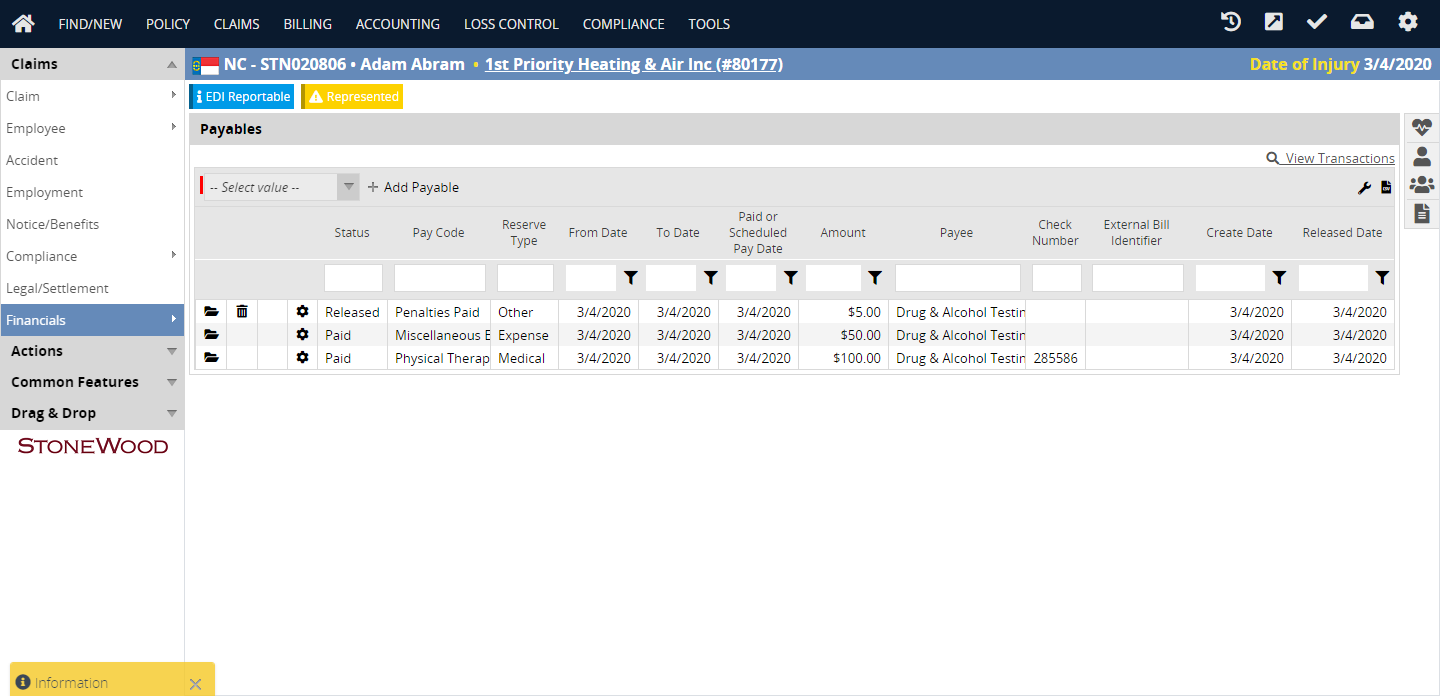 FIND/NEW POLICY CLAIMS BILLING ACCOUNTING LOSS CONTROL COMPLIANCE TOOLS
Claims
Claim
Employee
Accident
Employment
Notice/Benefits
Compliance
Legal/Settlement
Financials
Actions
Common Features
Drag & Drop
STONEWOOD
NC - STN020806 • Adam Abram • 1st Priority Heating & Air Inc (#80177) Date of Injury 3/4/2020
EDI Reportable Represented
Payables
View Transactions
-- Select value -- Add Payable
Status Pay Code Reserve Type From Date To Date Paid or Scheduled Pay Date Amount Payee Check Number External Bill Identifier Create Date Released Date
Released Penalties Paid Other 3/4/2020 3/4/2020 3/4/2020 $5.00 Drug & Alcohol Testin 3/4/2020 3/4/2020
Paid Miscellaneous E Expense 3/4/2020 3/4/2020 3/4/2020 $50.00 Drug & Alcohol Testin 3/4/2020 3/4/2020
Paid Physical Therap Medical 3/4/2020 3/4/2020 3/4/2020 $100.00 Drug & Alcohol Testin 285586 3/4/2020 3/4/2020
Information